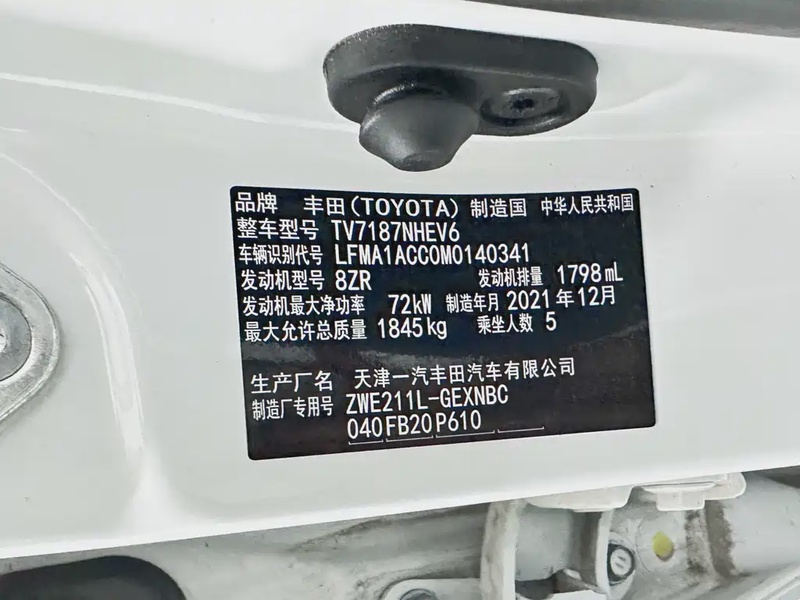 品牌 丰田(TOYOTA) 制造国 中华人民共和国
整车型号 TV7187NHEV6
车辆识别代号 LFMA1ACC0M0140341
发动机型号 8ZR 发动机排量 1798mL
发动机最大净功率 72kW 制造年月 2021年12月
最大允许总质量 1845kg 乘坐人数 5
生产厂名 天津一汽丰田汽车有限公司
制造厂专用号 ZWE211L-GEXNBC
040 FB20 P610